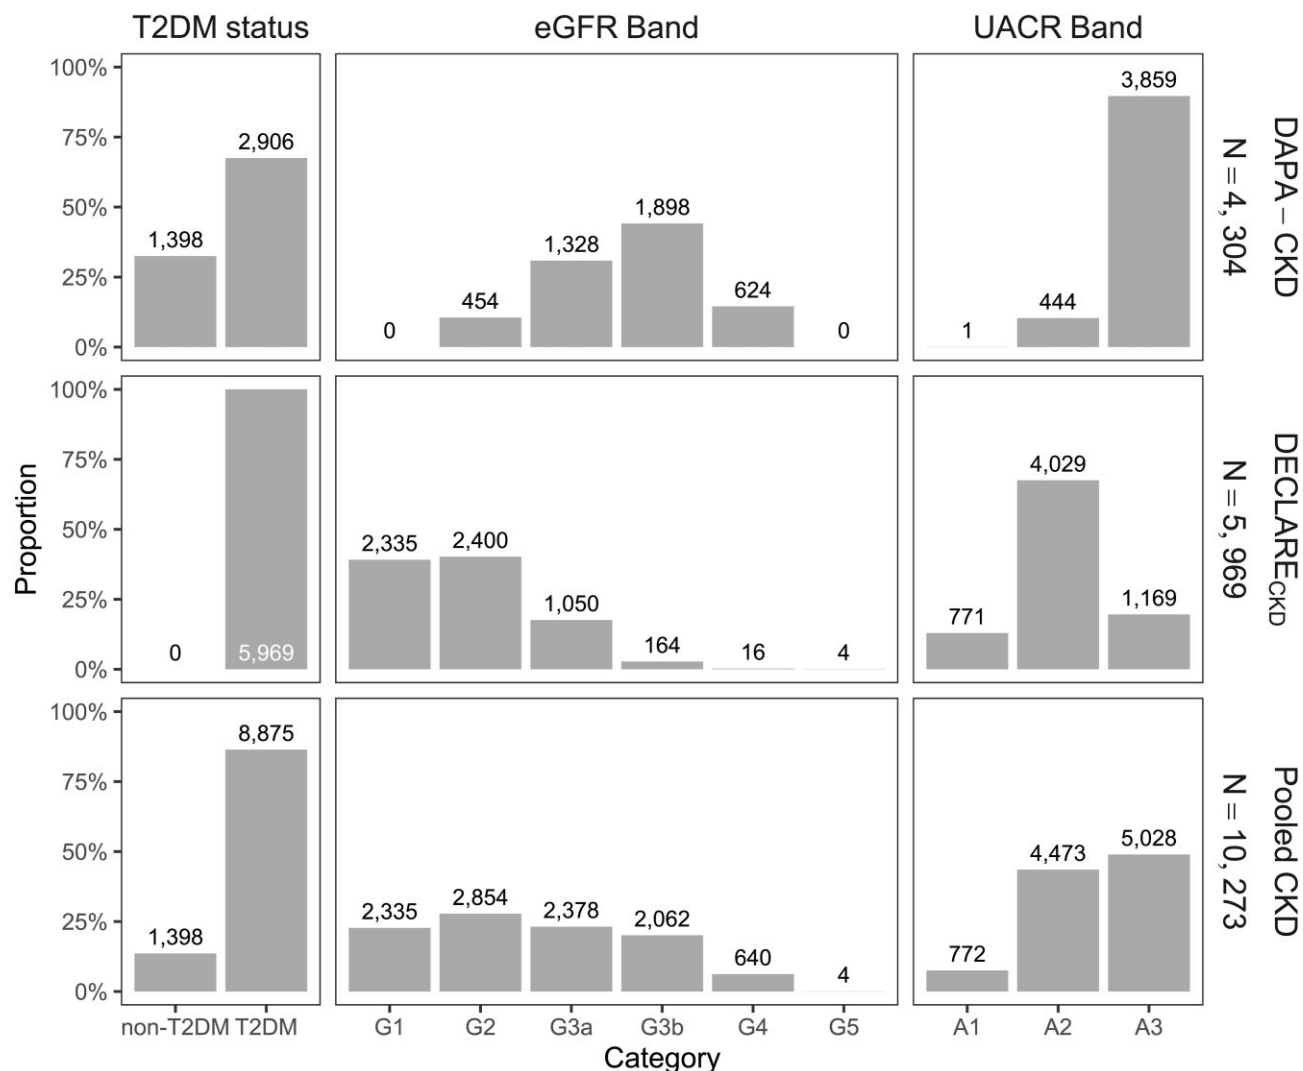 T2DM status eGFR Band UACR Band
100%
75%
50%
25%
0%
1,398 2,906
0 454 1,328 1,898 624 0
1 444 3,859
DAPA – CKD
N = 4, 304
100%
75%
50%
25%
0%
0 5,969
2,335 2,400 1,050 164 16 4
771 4,029 1,169
DECLARE_CKD
N = 5, 969
100%
75%
50%
25%
0%
1,398 8,875
2,335 2,854 2,378 2,062 640 4
772 4,473 5,028
Pooled CKD
N = 10, 273
Proportion
non-T2DM T2DM G1 G2 G3a G3b G4 G5 A1 A2 A3
Category